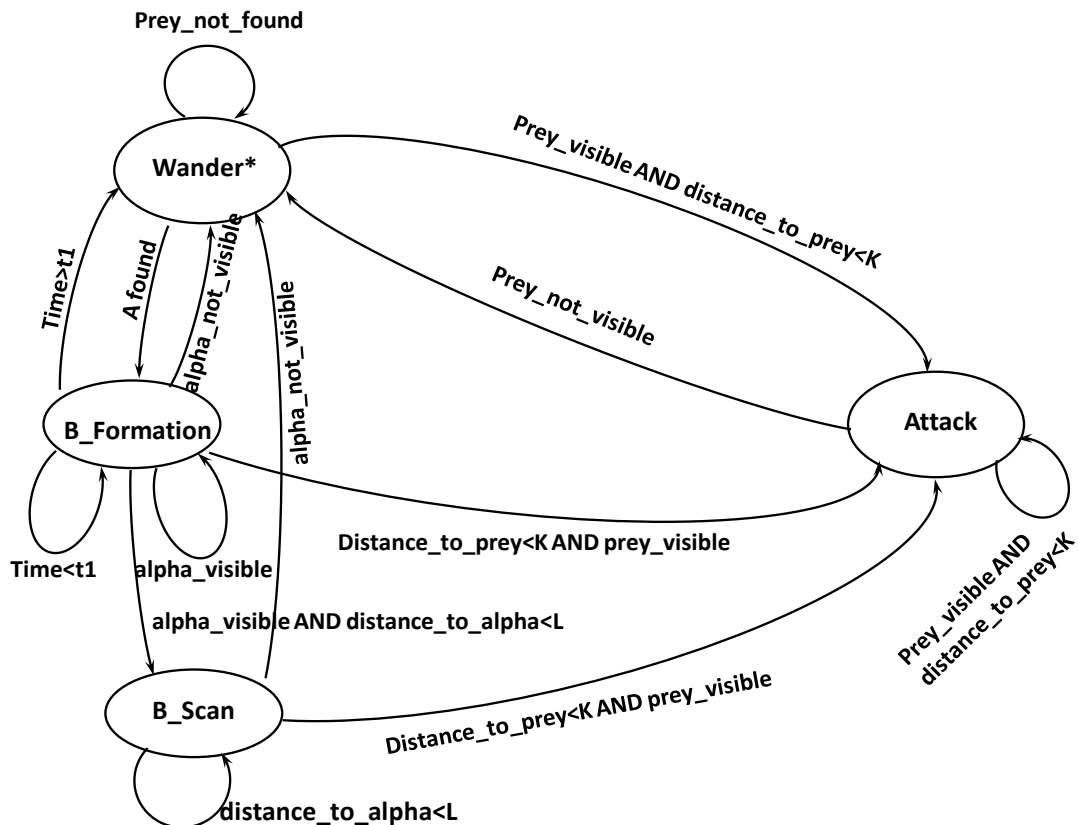 Prey_not_found
Wander*
Prey_visible AND distance_to_prey<K
Time>t1
A found
alpha_not_visible
alpha_not_visible
Prey_not_visible
B_Formation
Attack
Time<t1
alpha_visible
Distance_to_prey<K AND prey_visible
Prey_visible AND
distance_to_prey<K
alpha_visible AND distance_to_alpha<L
B_Scan
Distance_to_prey<K AND prey_visible
distance_to_alpha<L